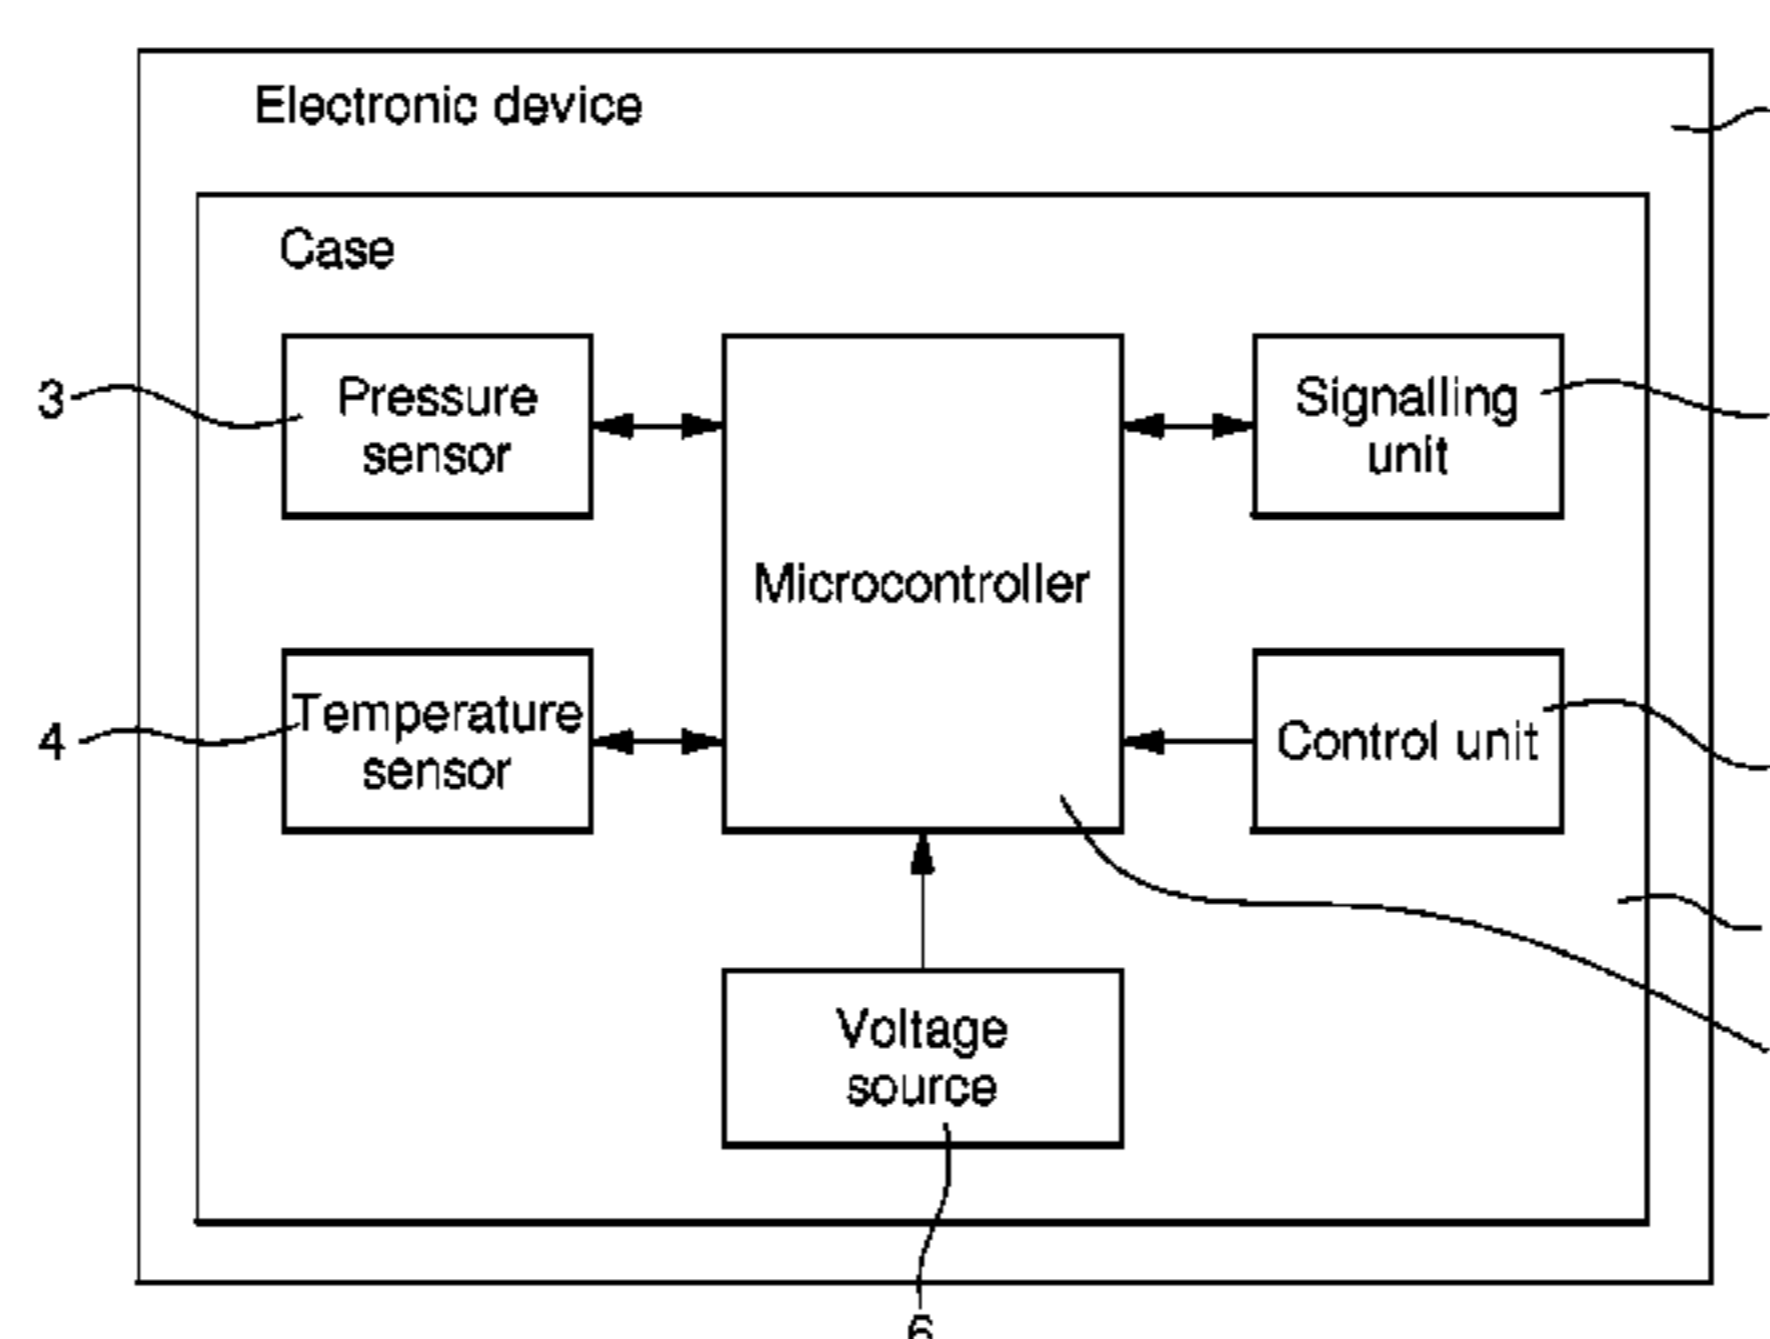 Electronic device
Case
3
Pressure
sensor
Signalling
unit
Microcontroller
4
Temperature
sensor
Control unit
Voltage
source
6